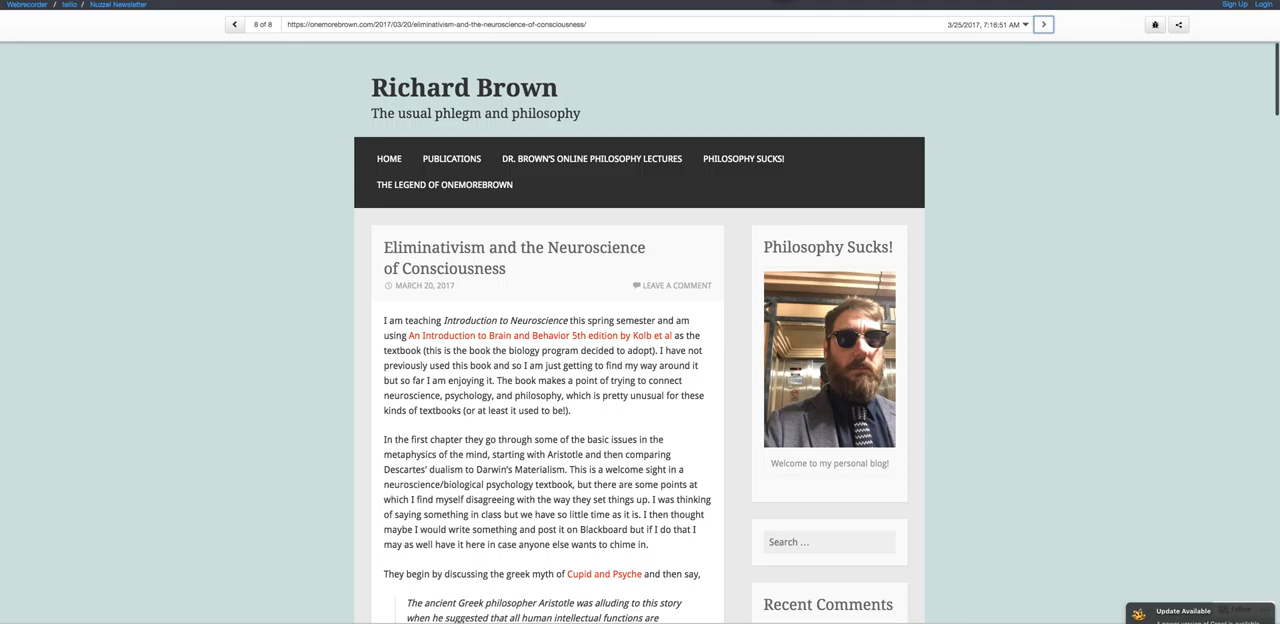 Webrecorder / telilo / Nuzzel Newsletter
Sign Up Login
8 of 8 https://onemorebrown.com/2017/03/20/eliminativism-and-the-neuroscience-of-consciousness/ 3/25/2017, 7:16:51 AM
Richard Brown
The usual phlegm and philosophy
HOME PUBLICATIONS DR. BROWN'S ONLINE PHILOSOPHY LECTURES PHILOSOPHY SUCKS!
THE LEGEND OF ONEMOREBROWN
Eliminativism and the Neuroscience
of Consciousness
MARCH 20, 2017 LEAVE A COMMENT
I am teaching Introduction to Neuroscience this spring semester and am
using An Introduction to Brain and Behavior 5th edition by Kolb et al as the
textbook (this is the book the biology program decided to adopt). I have not
previously used this book and so I am just getting to find my way around it
but so far I am enjoying it. The book makes a point of trying to connect
neuroscience, psychology, and philosophy, which is pretty unusual for these
kinds of textbooks (or at least it used to be!).
In the first chapter they go through some of the basic issues in the
metaphysics of the mind, starting with Aristotle and then comparing
Descartes' dualism to Darwin's Materialism. This is a welcome sight in a
neuroscience/biological psychology textbook, but there are some points at
which I find myself disagreeing with the way they set things up. I was thinking
of saying something in class but we have so little time as it is. I then thought
maybe I would write something and post it on Blackboard but if I do that I
may as well have it here in case anyone else wants to chime in.
They begin by discussing the greek myth of Cupid and Psyche and then say,
The ancient Greek philosopher Aristotle was alluding to this story
when he suggested that all human intellectual functions are
Philosophy Sucks!
Welcome to my personal blog!
Search …
Recent Comments
Update Available
Follow